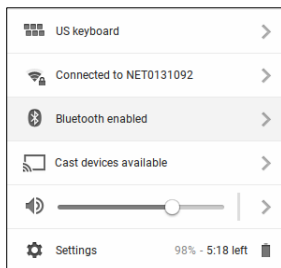 US keyboard
Connected to NET0131092
Bluetooth enabled
Cast devices available
Settings 98% - 5:18 left